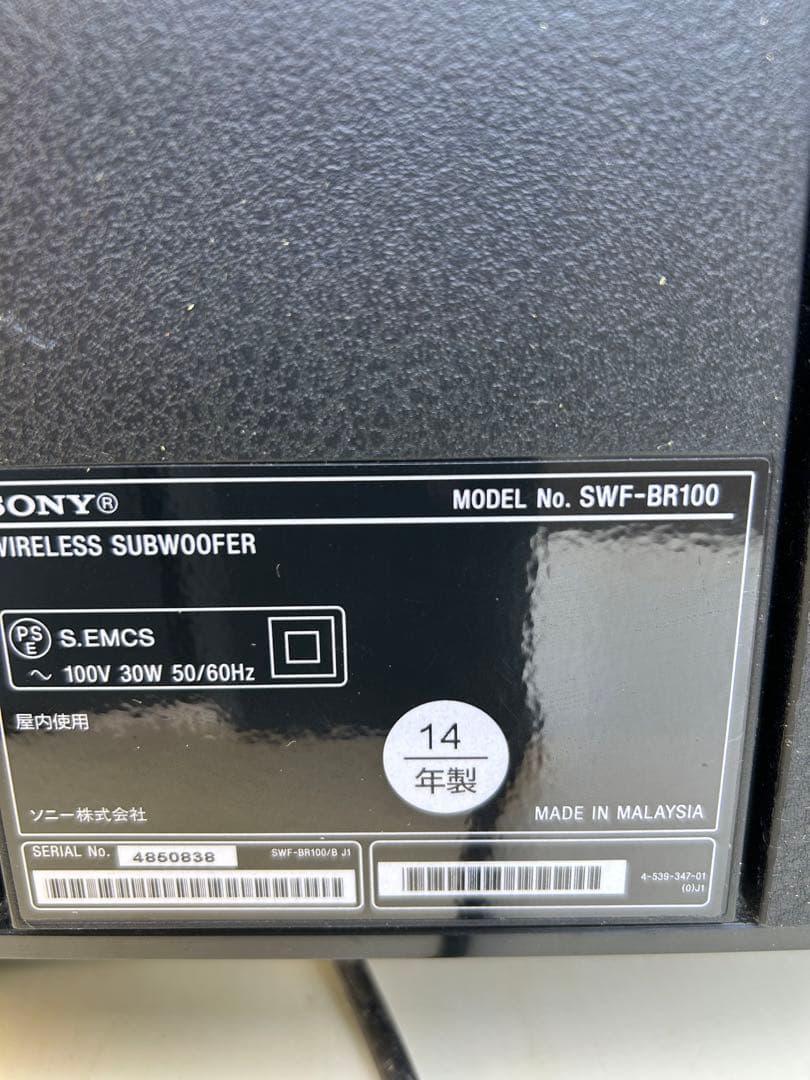 SONY®
MODEL No. SWF-BR100
WIRELESS SUBWOOFER
PSE S.EMCS
～ 100V 30W 50/60Hz
屋内使用
14
年製
ソニー株式会社
MADE IN MALAYSIA
SERIAL No. 4850838 SWF-BR100/B J1
4-539-347-01
(0)J1